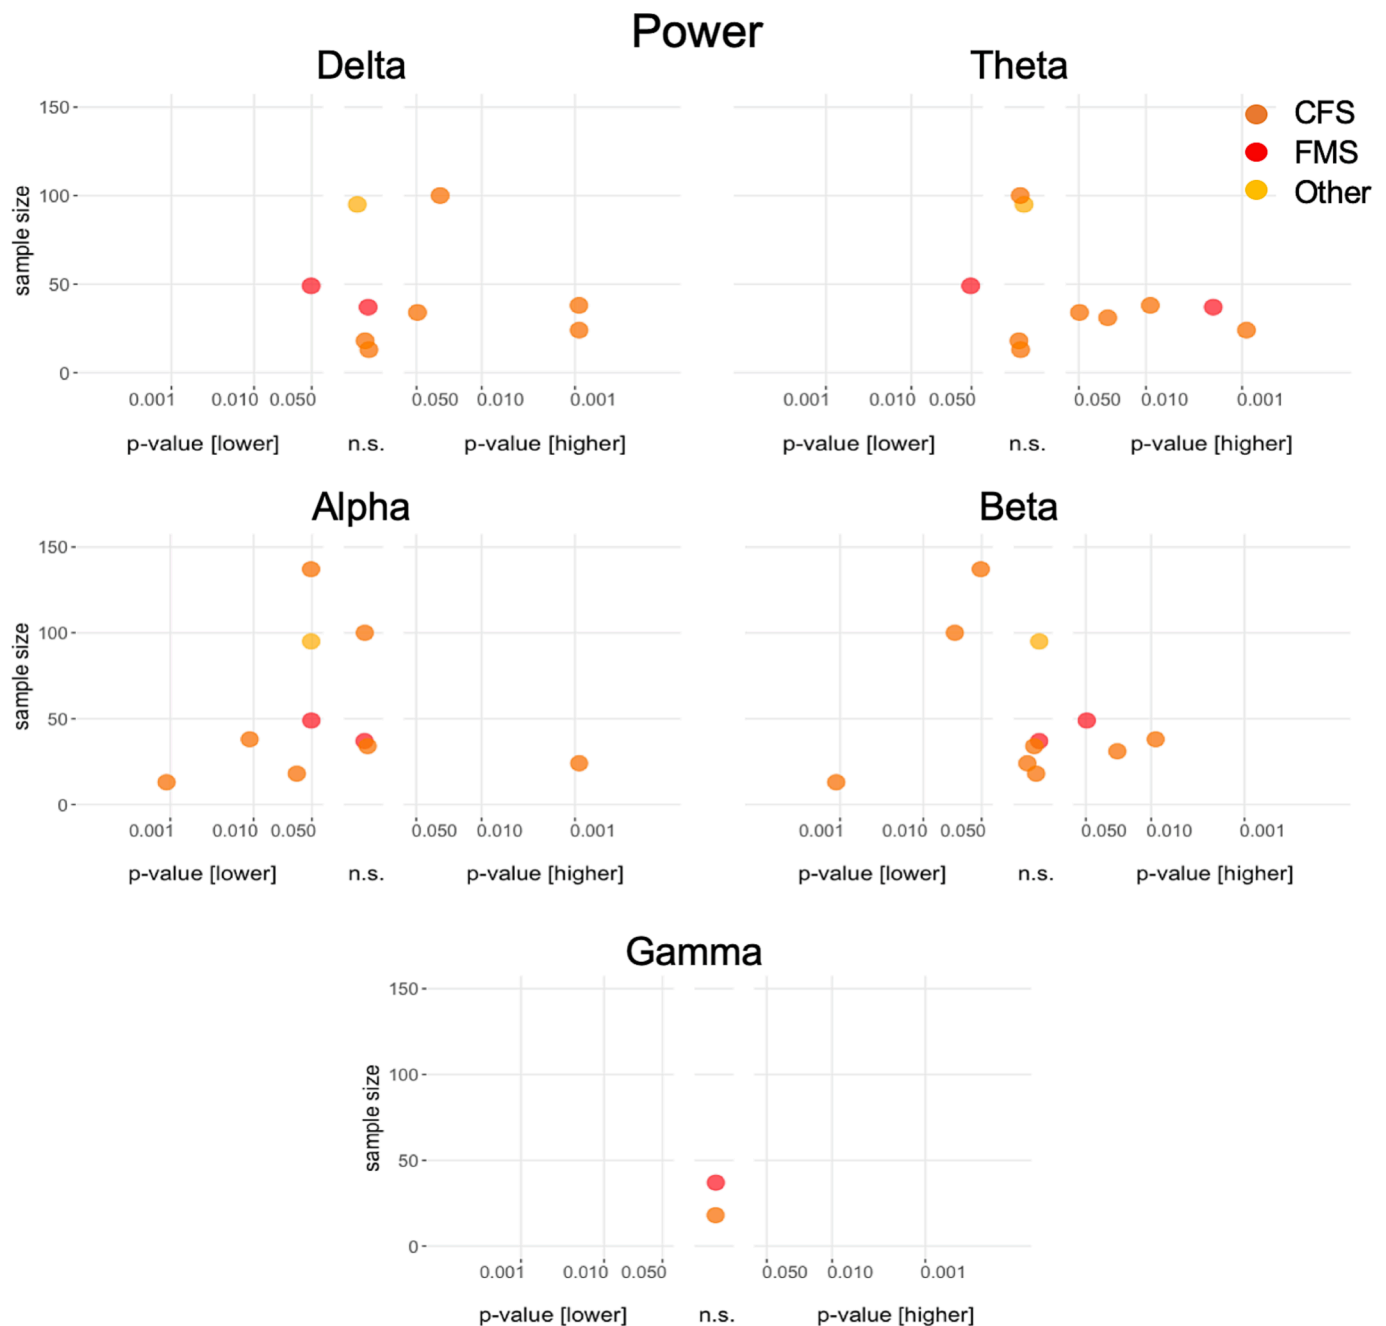 Power
Delta
Theta
150
100
50
0
sample size
CFS
FMS
Other
0.001 0.010 0.050 0.050 0.010 0.001
p-value [lower] n.s. p-value [higher]
0.001 0.010 0.050 0.050 0.010 0.001
p-value [lower] n.s. p-value [higher]
Alpha
Beta
150
100
50
0
sample size
0.001 0.010 0.050 0.050 0.010 0.001
p-value [lower] n.s. p-value [higher]
0.001 0.010 0.050 0.050 0.010 0.001
p-value [lower] n.s. p-value [higher]
Gamma
150
100
50
0
sample size
0.001 0.010 0.050 0.050 0.010 0.001
p-value [lower] n.s. p-value [higher]